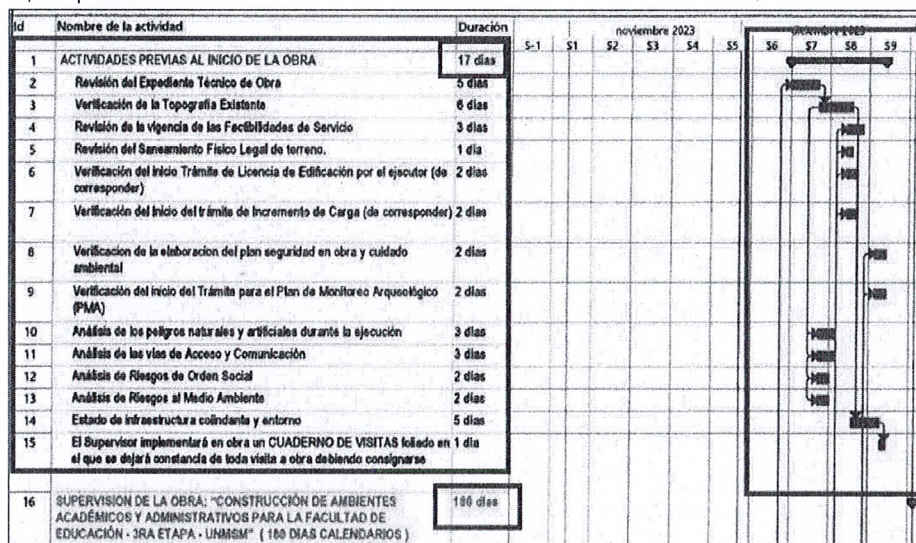 Id Nombre de la actividad Duración noviembre 2023 diciembre 2023
S-1 S1 S2 S3 S4 S5 S6 S7 S8 S9
1 ACTIVIDADES PREVIAS AL INICIO DE LA OBRA 17 días
2 Revisión del Expediente Técnico de Obra 5 días
3 Verificación de la Topografía Existente 6 días
4 Revisión de la vigencia de las Factibilidades de Servicio 3 días
5 Revisión del Saneamiento Físico Legal de terreno. 1 día
6 Verificación del Inicio Trámite de Licencia de Edificación por el ejecutor (de 2 días
corresponder)
7 Verificación del Inicio del trámite de Incremento de Carga (de corresponder) 2 días
8 Verificacion de la elaboracion del plan seguridad en obra y cuidado 2 días
ambiental
9 Verificación del inicio del Trámite para el Plan de Monitoreo Arqueológico 2 días
(PMA)
10 Análisis de los peligros naturales y artificiales durante la ejecución 3 días
11 Análisis de las vías de Acceso y Comunicación 3 días
12 Análisis de Riesgos de Orden Social 2 días
13 Análisis de Riesgos al Medio Ambiente 2 días
14 Estado de infraestructura colindante y entorno 5 días
15 El Supervisor implementará en obra un CUADERNO DE VISITAS foliado en 1 día
el que se dejará constancia de toda visita a obra debiendo consignarse
16 SUPERVISION DE LA OBRA: "CONSTRUCCIÓN DE AMBIENTES 180 días
ACADÉMICOS Y ADMINISTRATIVOS PARA LA FACULTAD DE
EDUCACIÓN - 3RA ETAPA - UNMSM" ( 180 DIAS CALENDARIOS )